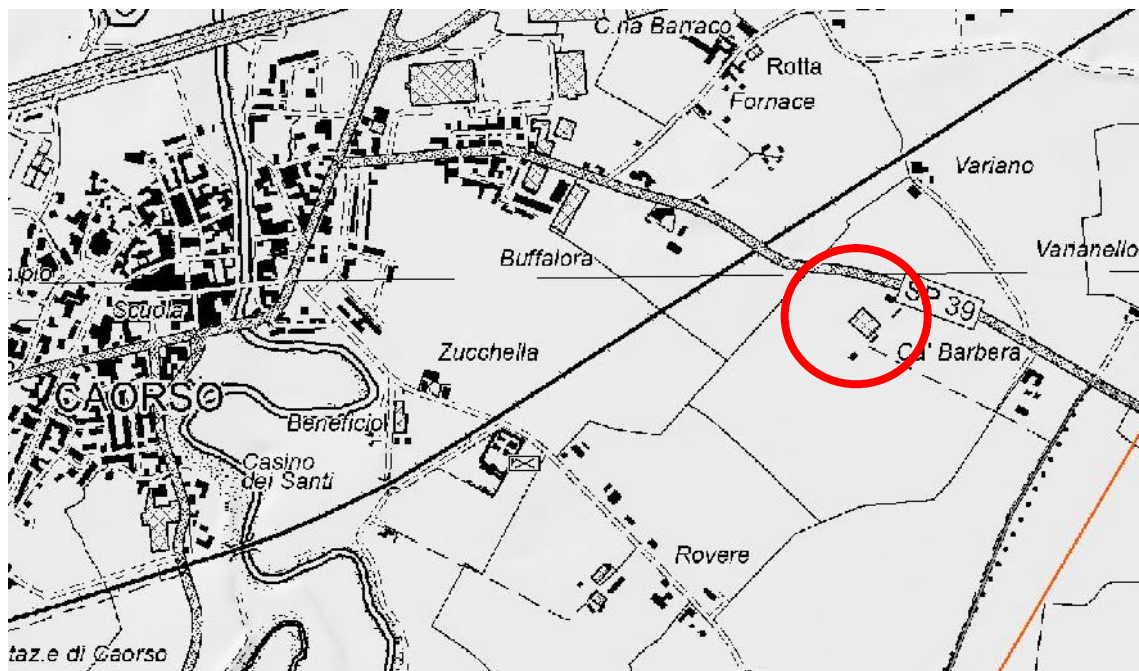 C.na Barraco
Rotta
Fornace
Variano
Buffalora
Vananello
SP 39
Scuola
Zucchella
Ca' Barbera
CAORSO
Beneficio
Casino
dei Santi
Rovere
taz.e di Caorso